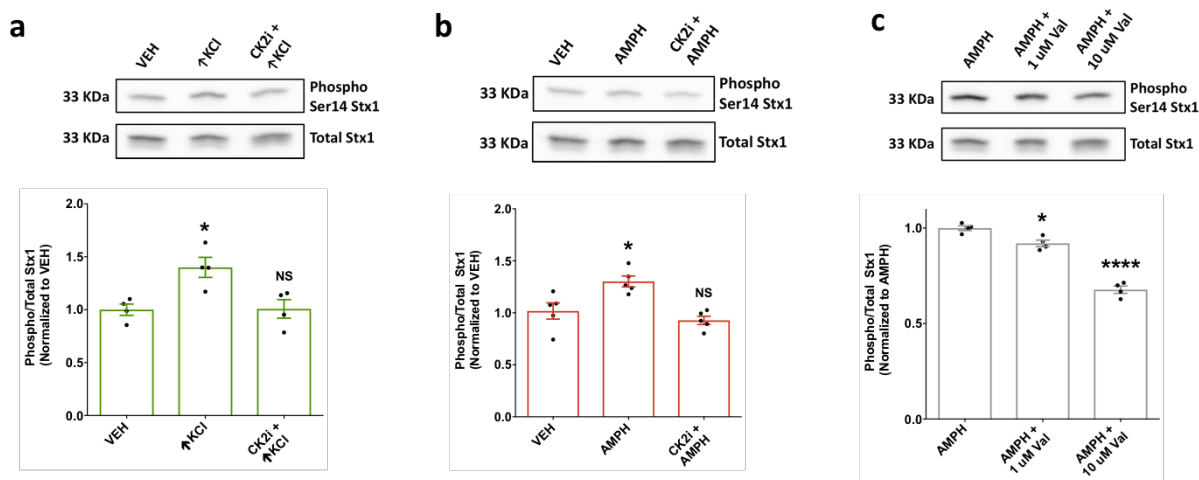 a
VEH
↑KCl
CK2i +
↑KCl
33 KDa
Phospho
Ser14 Stx1
33 KDa
Total Stx1
Phospho/Total Stx1
(Normalized to VEH)
2.0
1.5
1.0
0.5
0.0
*
NS
VEH
↑KCl
CK2i +
↑KCl
b
VEH
AMPH
CK2i +
AMPH
33 KDa
Phospho
Ser14 Stx1
33 KDa
Total Stx1
Phospho/Total Stx1
(Normalized to VEH)
2.0
1.5
1.0
0.5
0.0
*
NS
VEH
AMPH
CK2i +
AMPH
c
AMPH
AMPH +
1 uM Val
AMPH +
10 uM Val
33 KDa
Phospho
Ser14 Stx1
33 KDa
Total Stx1
Phospho/Total Stx1
(Normalized to AMPH)
1.0
0.5
0.0
*
****
AMPH
AMPH +
1 uM Val
AMPH +
10 uM Val